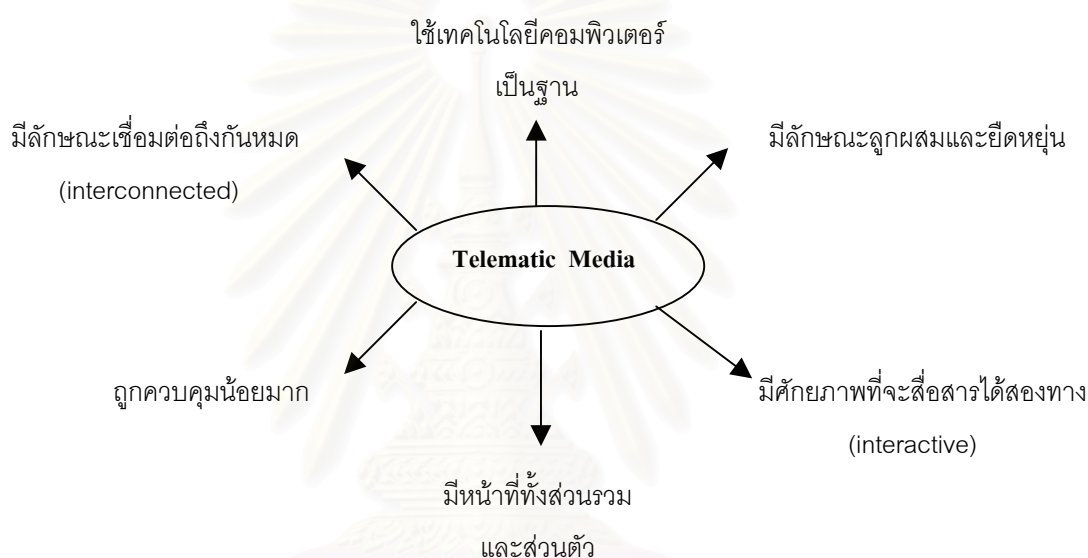 ใช้เทคโนโลยีคอมพิวเตอร์
เป็นฐาน
มีลักษณะเชื่อมต่อถึงกันหมด
(interconnected)
มีลักษณะลูกผสมและยืดหยุ่น
Telematic Media
ถูกควบคุมน้อยมาก
มีศักยภาพที่จะสื่อสารได้สองทาง
(interactive)
มีหน้าที่ทั้งส่วนรวม
และส่วนตัว